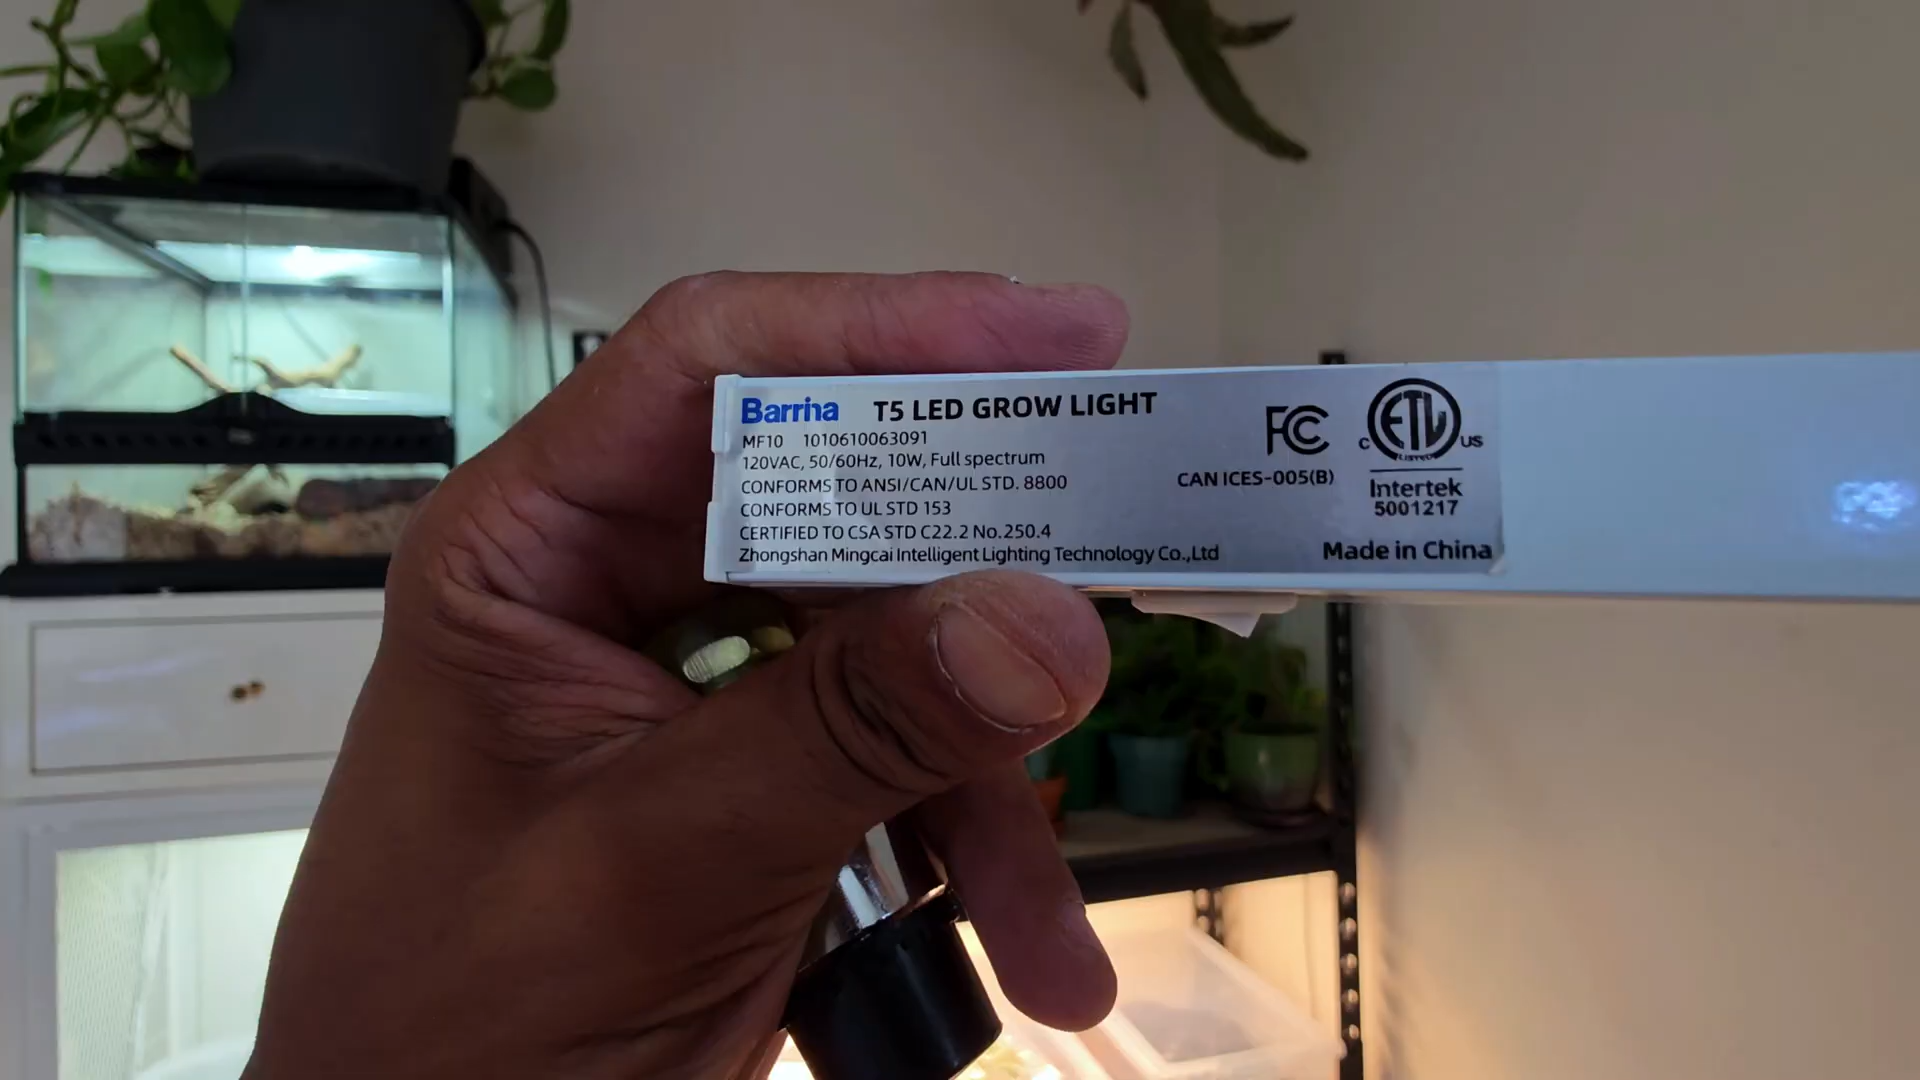 Barrina T5 LED GROW LIGHT
MF10 1010610063091
120VAC, 50/60Hz, 10W, Full spectrum
CONFORMS TO ANSI/CAN/UL STD. 8800
CONFORMS TO UL STD 153
CERTIFIED TO CSA STD C22.2 No.250.4
Zhongshan Mingcai Intelligent Lighting Technology Co.,Ltd
FC
CAN ICES-005(B)
C ETL US
LISTED
Intertek
5001217
Made in China